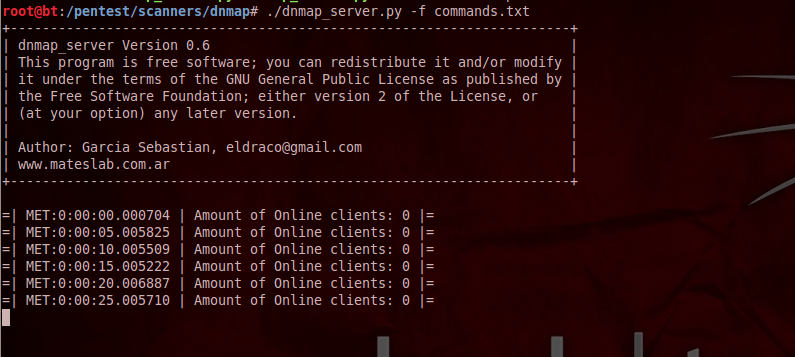 root@bt:/pentest/scanners/dnmap# ./dnmap_server.py -f commands.txt
+----------------------------------------------------------------------+
| dnmap_server Version 0.6                                             |
| This program is free software; you can redistribute it and/or modify |
| it under the terms of the GNU General Public License as published by |
| the Free Software Foundation; either version 2 of the License, or    |
| (at your option) any later version.                                  |
|                                                                      |
| Author: Garcia Sebastian, eldraco@gmail.com                          |
| www.mateslab.com.ar                                                  |
+----------------------------------------------------------------------+
=| MET:0:00:00.000704 | Amount of Online clients: 0 |=
=| MET:0:00:05.005825 | Amount of Online clients: 0 |=
=| MET:0:00:10.005509 | Amount of Online clients: 0 |=
=| MET:0:00:15.005222 | Amount of Online clients: 0 |=
=| MET:0:00:20.006887 | Amount of Online clients: 0 |=
=| MET:0:00:25.005710 | Amount of Online clients: 0 |=